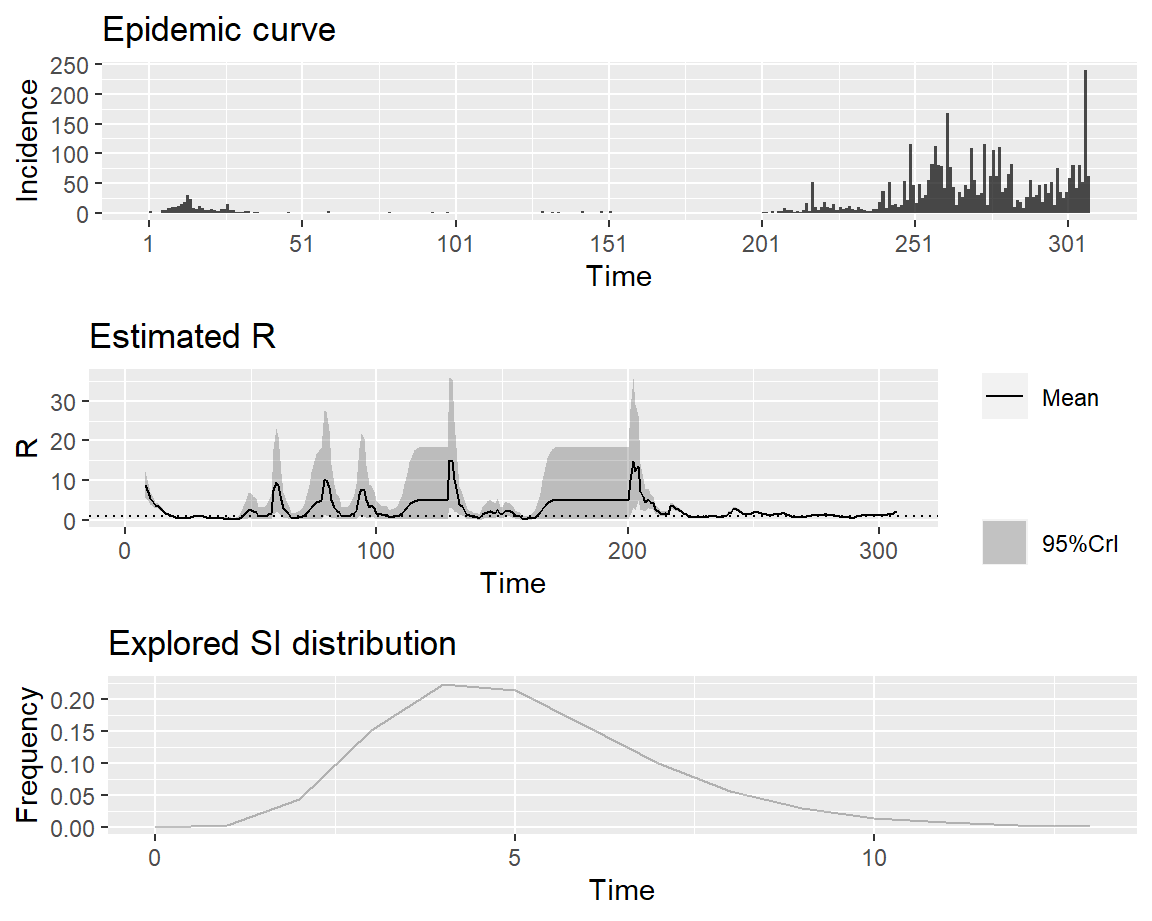 Epidemic curve
250
200
150
100
50
0
Incidence
1 51 101 151 201 251 301
Time
Estimated R
30
20
10
0
R
0 100 200 300
Time
Mean
95%CrI
Explored SI distribution
0.20
0.15
0.10
0.05
0.00
Frequency
0 5 10
Time